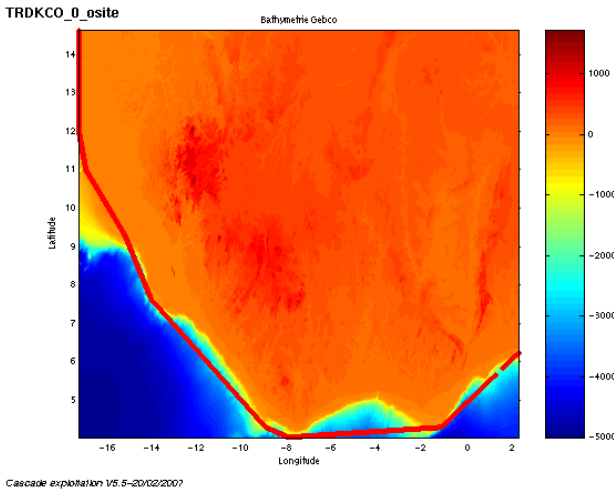 TRDKCO_0_osite
Bathymetrie Gebco
14
13
12
11
10
9
8
7
6
5
Latitude
−16 −14 −12 −10 −8 −6 −4 −2 0 2
Longitude
1000
0
−1000
−2000
−3000
−4000
−5000
Cascade exploitation V5.5−20/02/2007